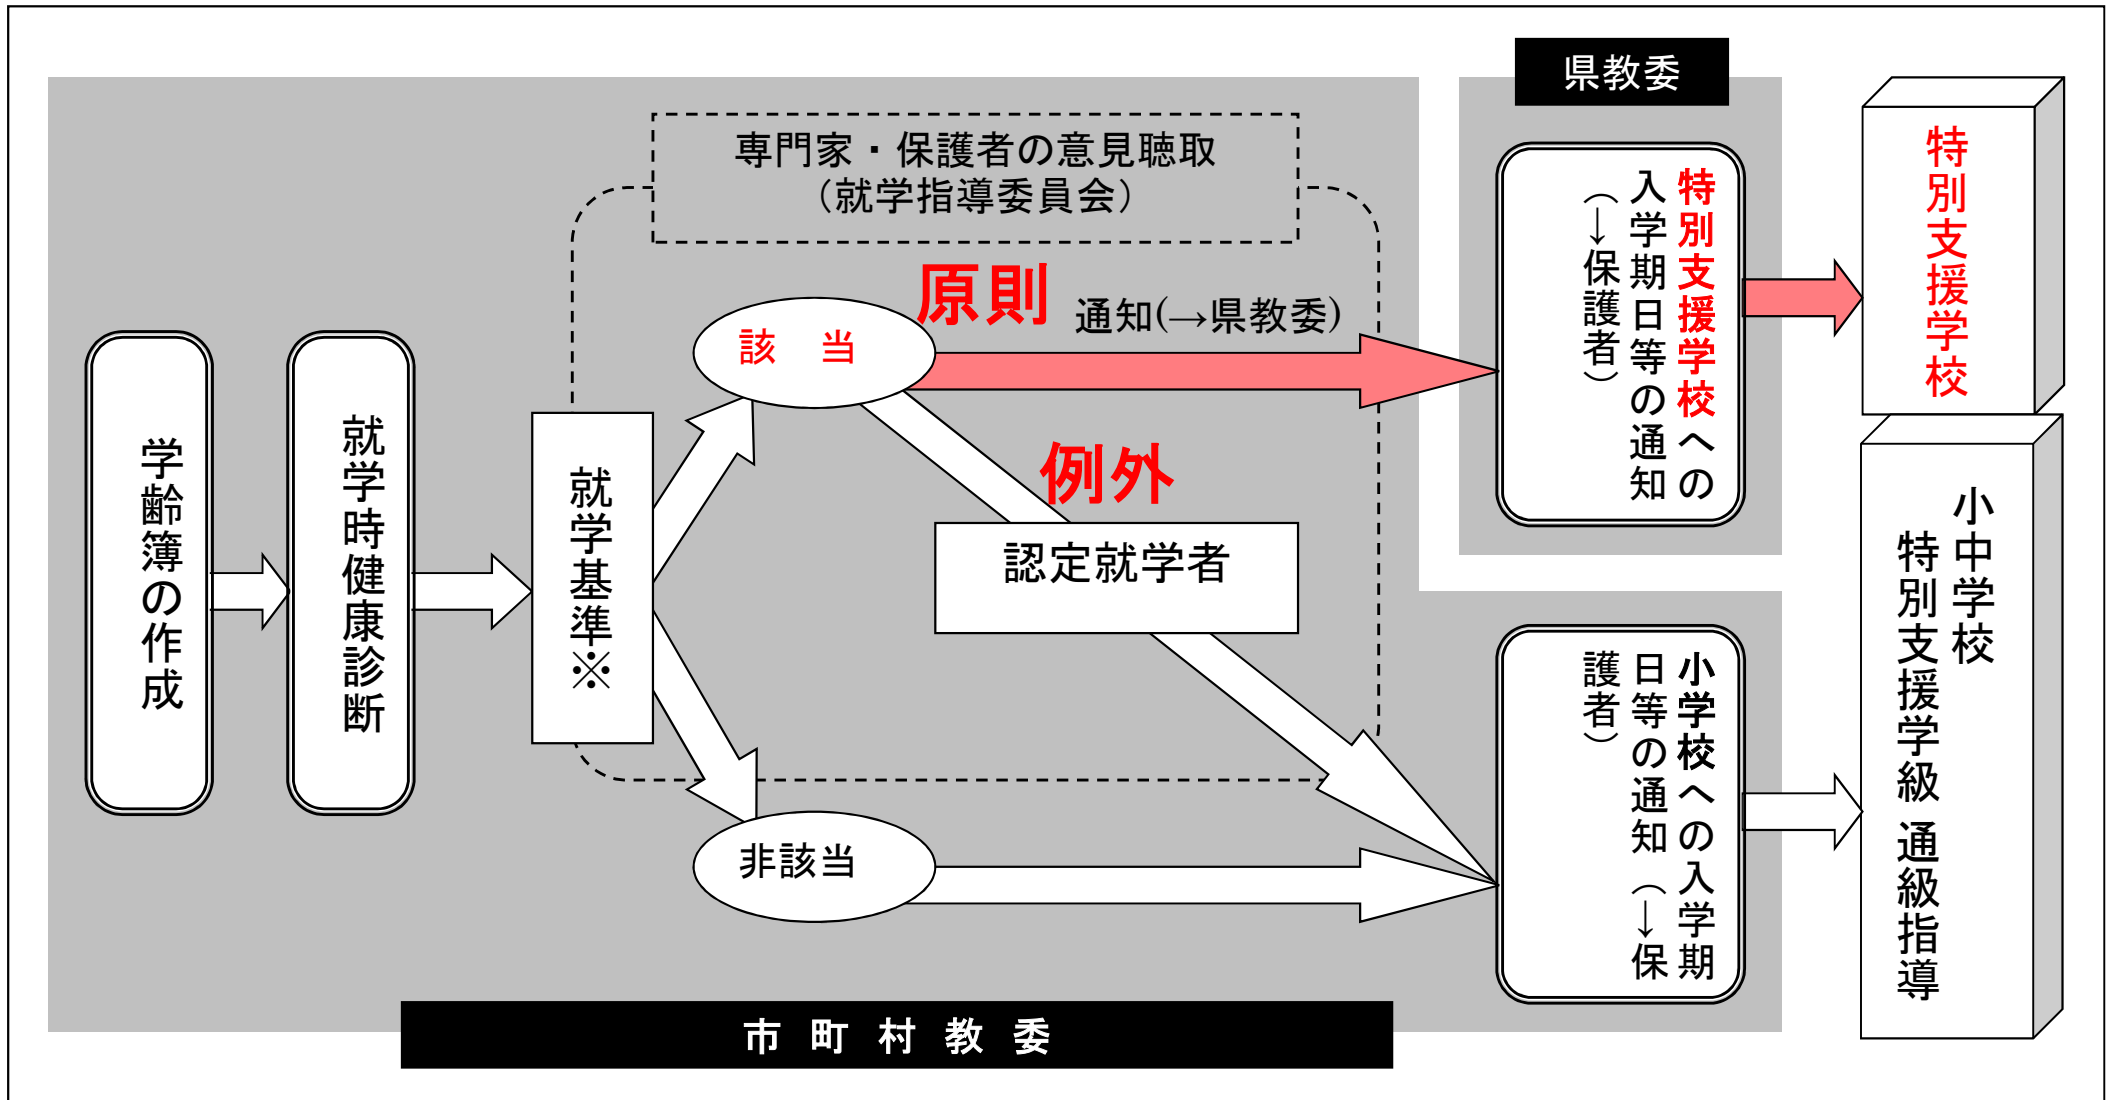 県教委
専門家・保護者の意見聴取
（就学指導委員会）
学齢簿の作成
就学時健康診断
就学基準※
該　当
原則
通知(→県教委)
例外
認定就学者
非該当
特別支援学校への
入学期日等の通知
（→保護者）
小学校への入学期
日等の通知（→保
護者）
特別支援学校
小中学校
特別支援学級 通級指導
市 町 村 教 委